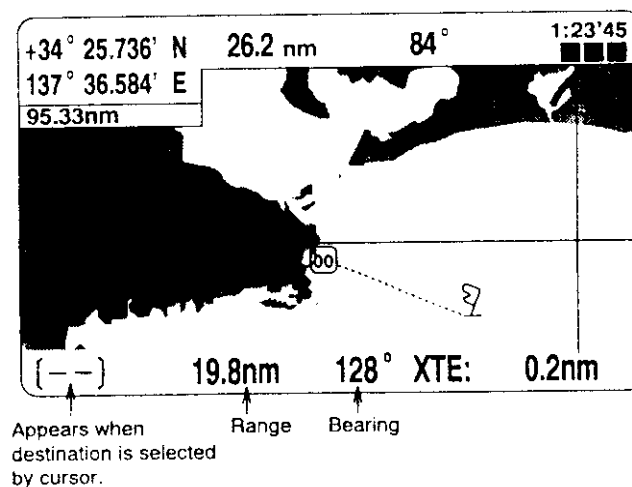 +34° 25.736' N 26.2 nm 84° 1:23'45
137° 36.584' E
95.33nm
00
[--] 19.8nm 128° XTE: 0.2nm
Appears when
destination is selected
by cursor.
Range
Bearing